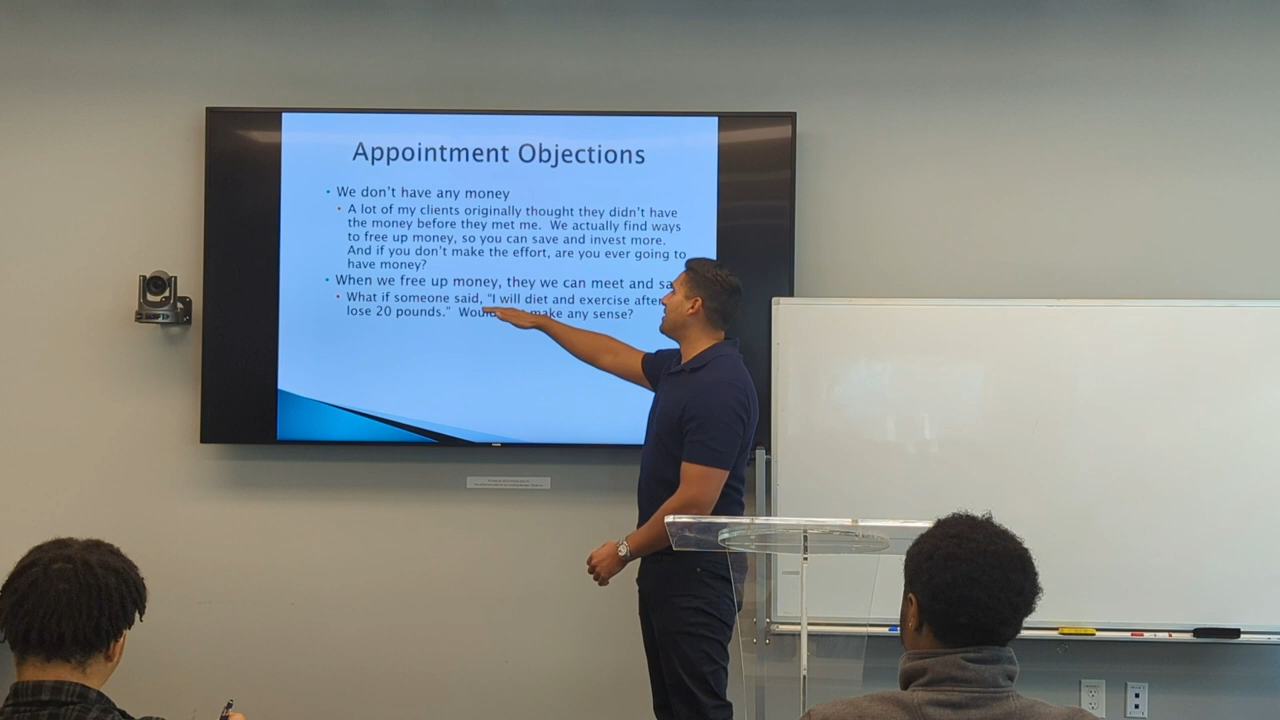 Appointment Objections
• We don't have any money
• A lot of my clients originally thought they didn't have
the money before they met me. We actually find ways
to free up money, so you can save and invest more.
And if you don't make the effort, are you ever going to
have money?
• When we free up money, they we can meet and
• What if someone said, "I will diet and exercise after
lose 20 pounds." make any sense?